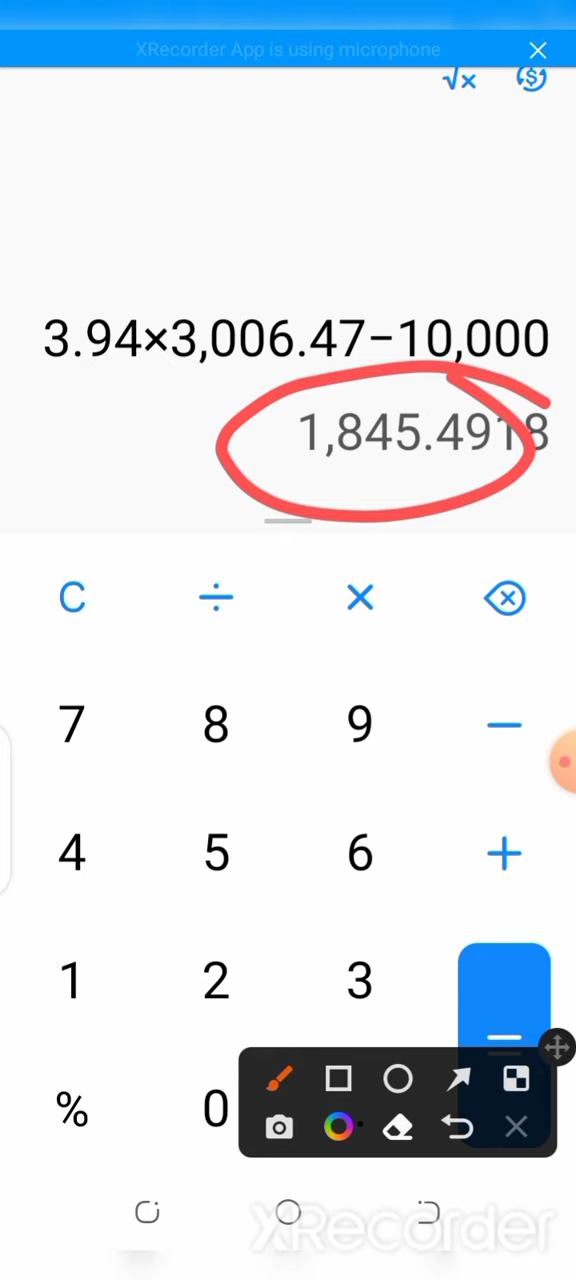 XRecorder App is using microphone
√x $
3.94×3,006.47−10,000
1,845.4918
C ÷ ×
7 8 9 −
4 5 6 +
1 2 3 =
% 0
XRecorder